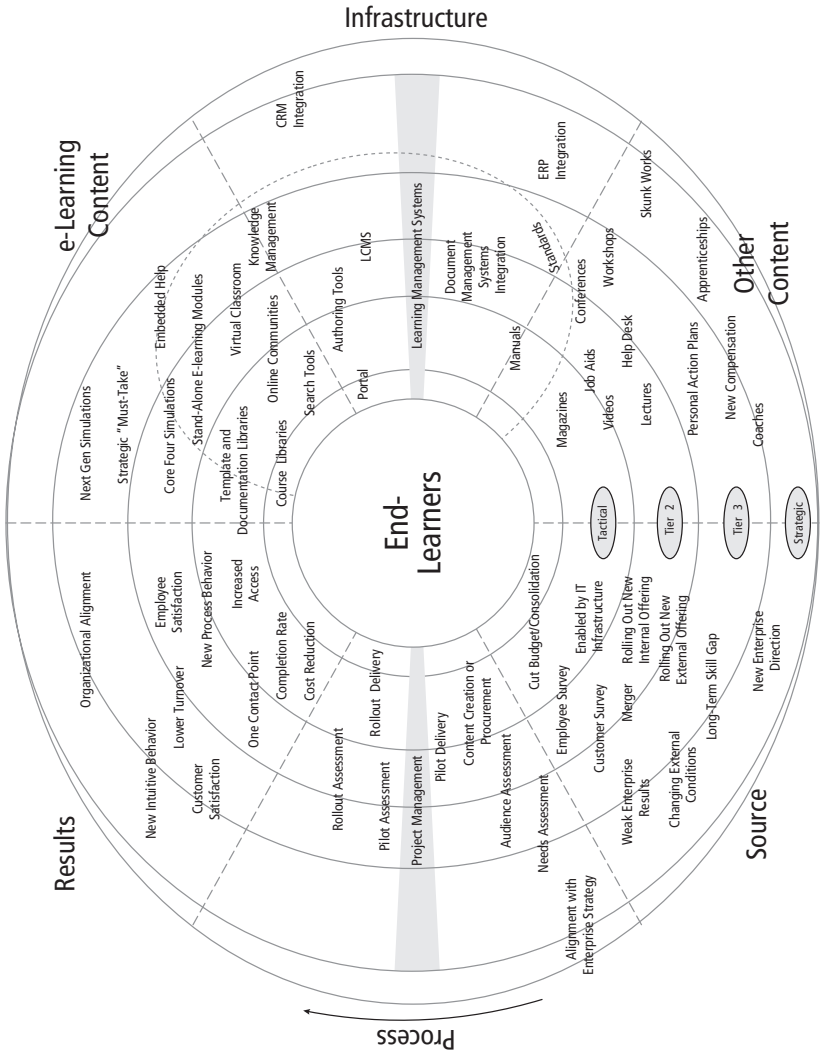 Infrastructure
e-Learning
Content
Other
Content
Results
Source
Process
End-
Learners
CRM
Integration
ERP
Integration
Skunk Works
Knowledge
Management
LCMS
Learning Management Systems
Document
Management
Systems
Integration
Standards
Authoring Tools
Search Tools
Portal
Embedded Help
Stand-Alone E-learning Modules
Virtual Classroom
Online Communities
Next Gen Simulations
Strategic “Must-Take”
Core Four Simulations
Template and
Documentation Libraries
Course Libraries
Manuals
Conferences
Workshops
Apprenticeships
Magazines
Job Aids
Videos
Help Desk
Lectures
Personal Action Plans
New Compensation
Coaches
Tactical
Tier 2
Tier 3
Strategic
Organizational Alignment
Employee
Satisfaction
New Process Behavior
Increased
Access
New Intuitive Behavior
Lower Turnover
Customer
Satisfaction
One Contact Point
Completion Rate
Cost Reduction
Rollout Delivery
Rollout Assessment
Pilot Assessment
Project Management
Pilot Delivery
Content Creation or
Procurement
Audience Assessment
Needs Assessment
Alignment with
Enterprise Strategy
Cut Budget/Consolidation
Enabled by IT
Infrastructure
Employee Survey
Customer Survey
Rolling Out New
Internal Offering
Merger
Rolling Out New
External Offering
Weak Enterprise
Results
Long-Term Skill Gap
Changing External
Conditions
New Enterprise
Direction